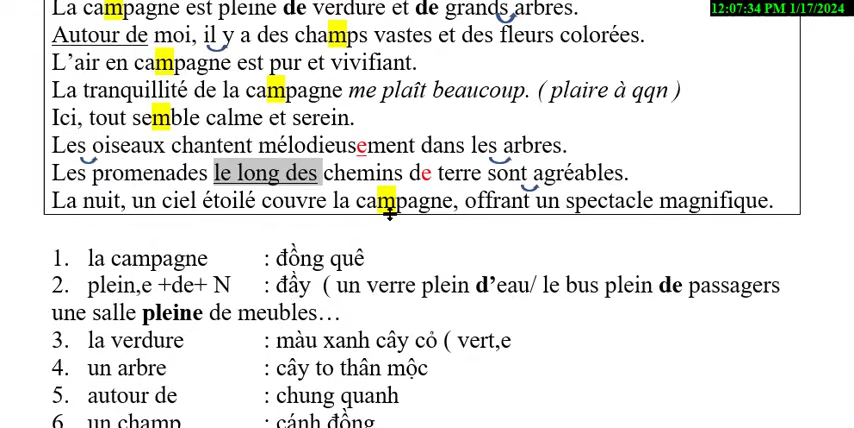 12:07:34 PM 1/17/2024
La campagne est pleine de verdure et de grands arbres.
Autour de moi, il y a des champs vastes et des fleurs colorées.
L’air en campagne est pur et vivifiant.
La tranquillité de la campagne me plaît beaucoup. ( plaire à qqn )
Ici, tout semble calme et serein.
Les oiseaux chantent mélodieusement dans les arbres.
Les promenades le long des chemins de terre sont agréables.
La nuit, un ciel étoilé couvre la campagne, offrant un spectacle magnifique.
1. la campagne : đồng quê
2. plein,e +de+ N : đầy ( un verre plein d’eau/ le bus plein de passagers
une salle pleine de meubles…
3. la verdure : màu xanh cây cỏ ( vert,e
4. un arbre : cây to thân mộc
5. autour de : chung quanh
6. un champ : cánh đồng